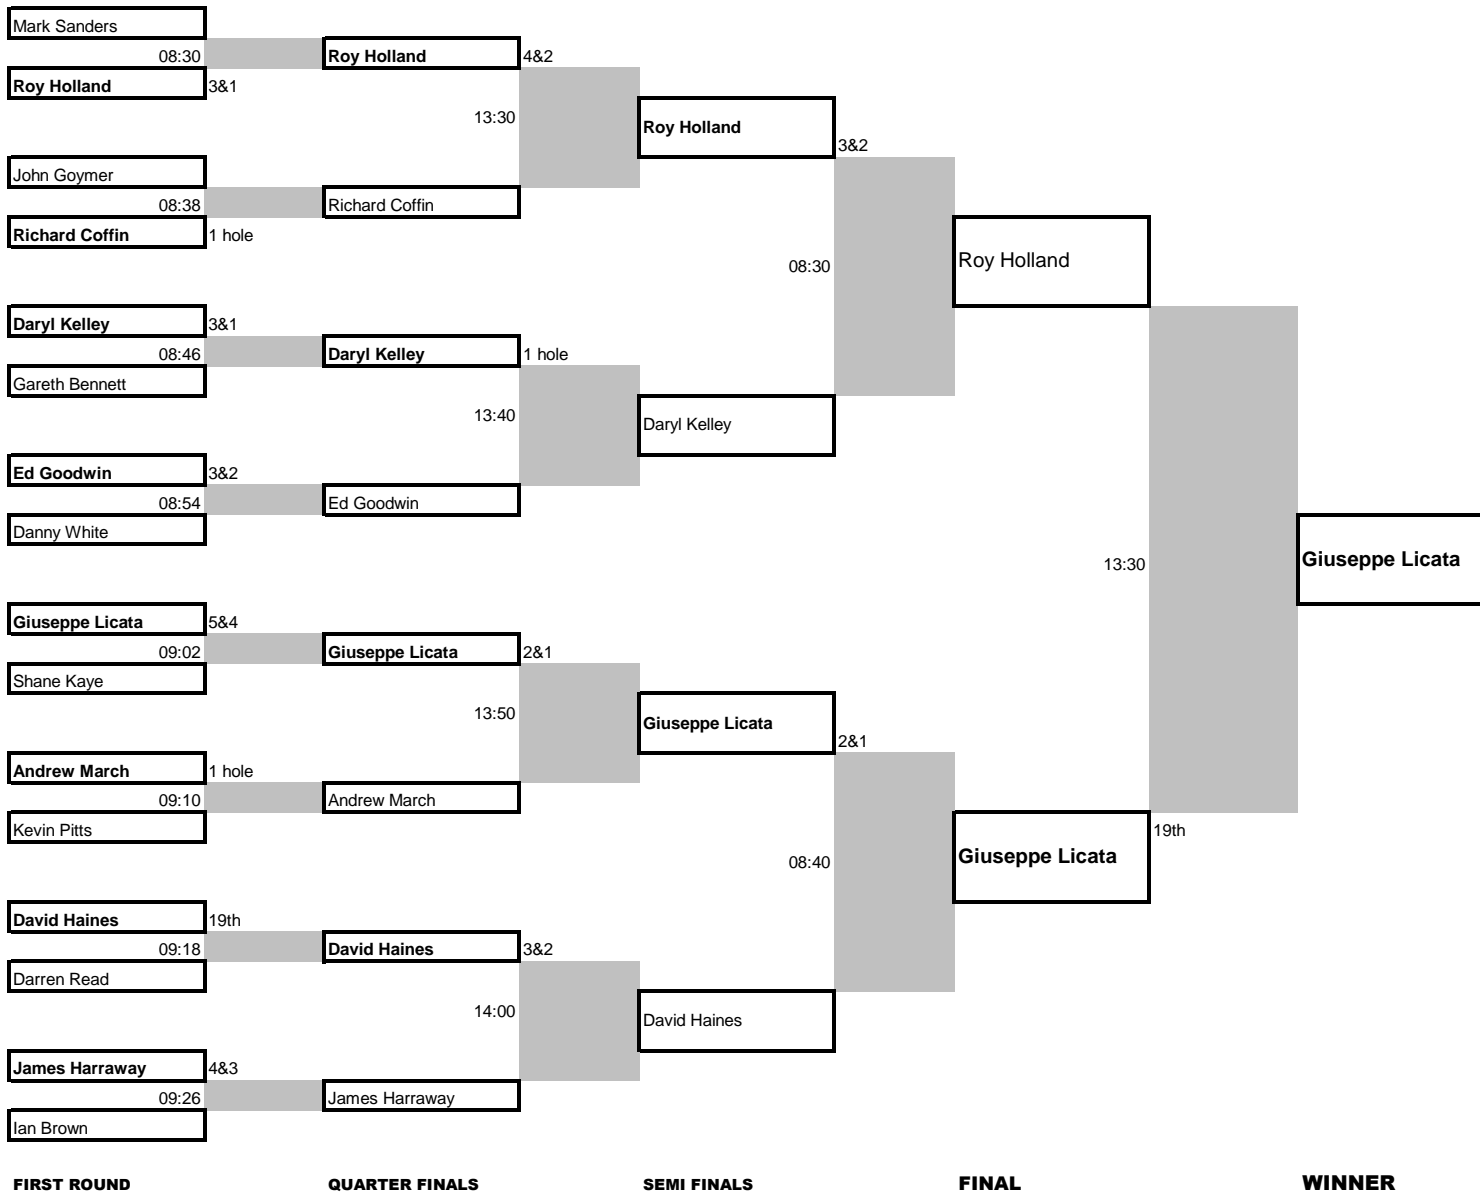 Mark Sanders
08:30 Roy Holland 4&2
Roy Holland 3&1
13:30
Roy Holland
3&2
John Goymer
08:38 Richard Coffin
Richard Coffin 1 hole
08:30
Roy Holland
Daryl Kelley 3&1
08:46 Daryl Kelley 1 hole
Gareth Bennett
13:40
Daryl Kelley
Ed Goodwin 3&2
08:54 Ed Goodwin
Danny White
13:30
Giuseppe Licata
Giuseppe Licata 5&4
09:02 Giuseppe Licata 2&1
Shane Kaye
13:50
Giuseppe Licata
2&1
Andrew March 1 hole
09:10 Andrew March
Kevin Pitts
19th
08:40
Giuseppe Licata
David Haines 19th
09:18 David Haines 3&2
Darren Read
14:00
David Haines
James Harraway 4&3
09:26 James Harraway
Ian Brown
FIRST ROUND QUARTER FINALS SEMI FINALS FINAL WINNER